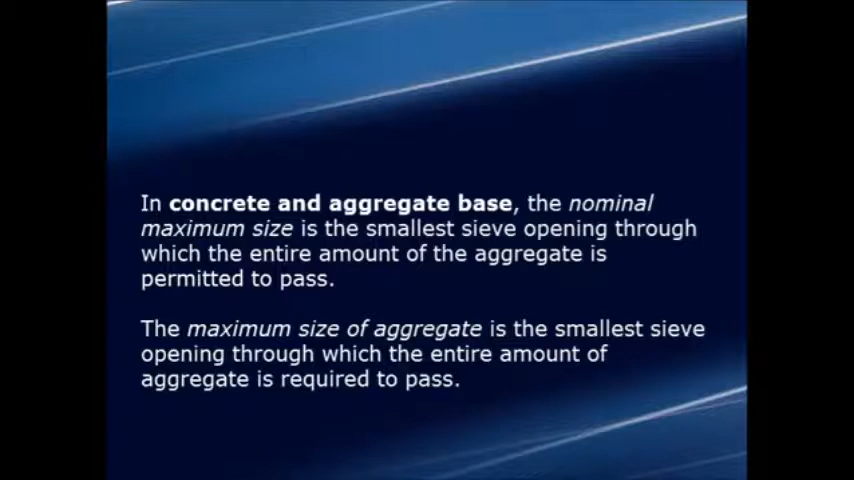 In concrete and aggregate base, the nominal
maximum size is the smallest sieve opening through
which the entire amount of the aggregate is
permitted to pass.
The maximum size of aggregate is the smallest sieve
opening through which the entire amount of
aggregate is required to pass.